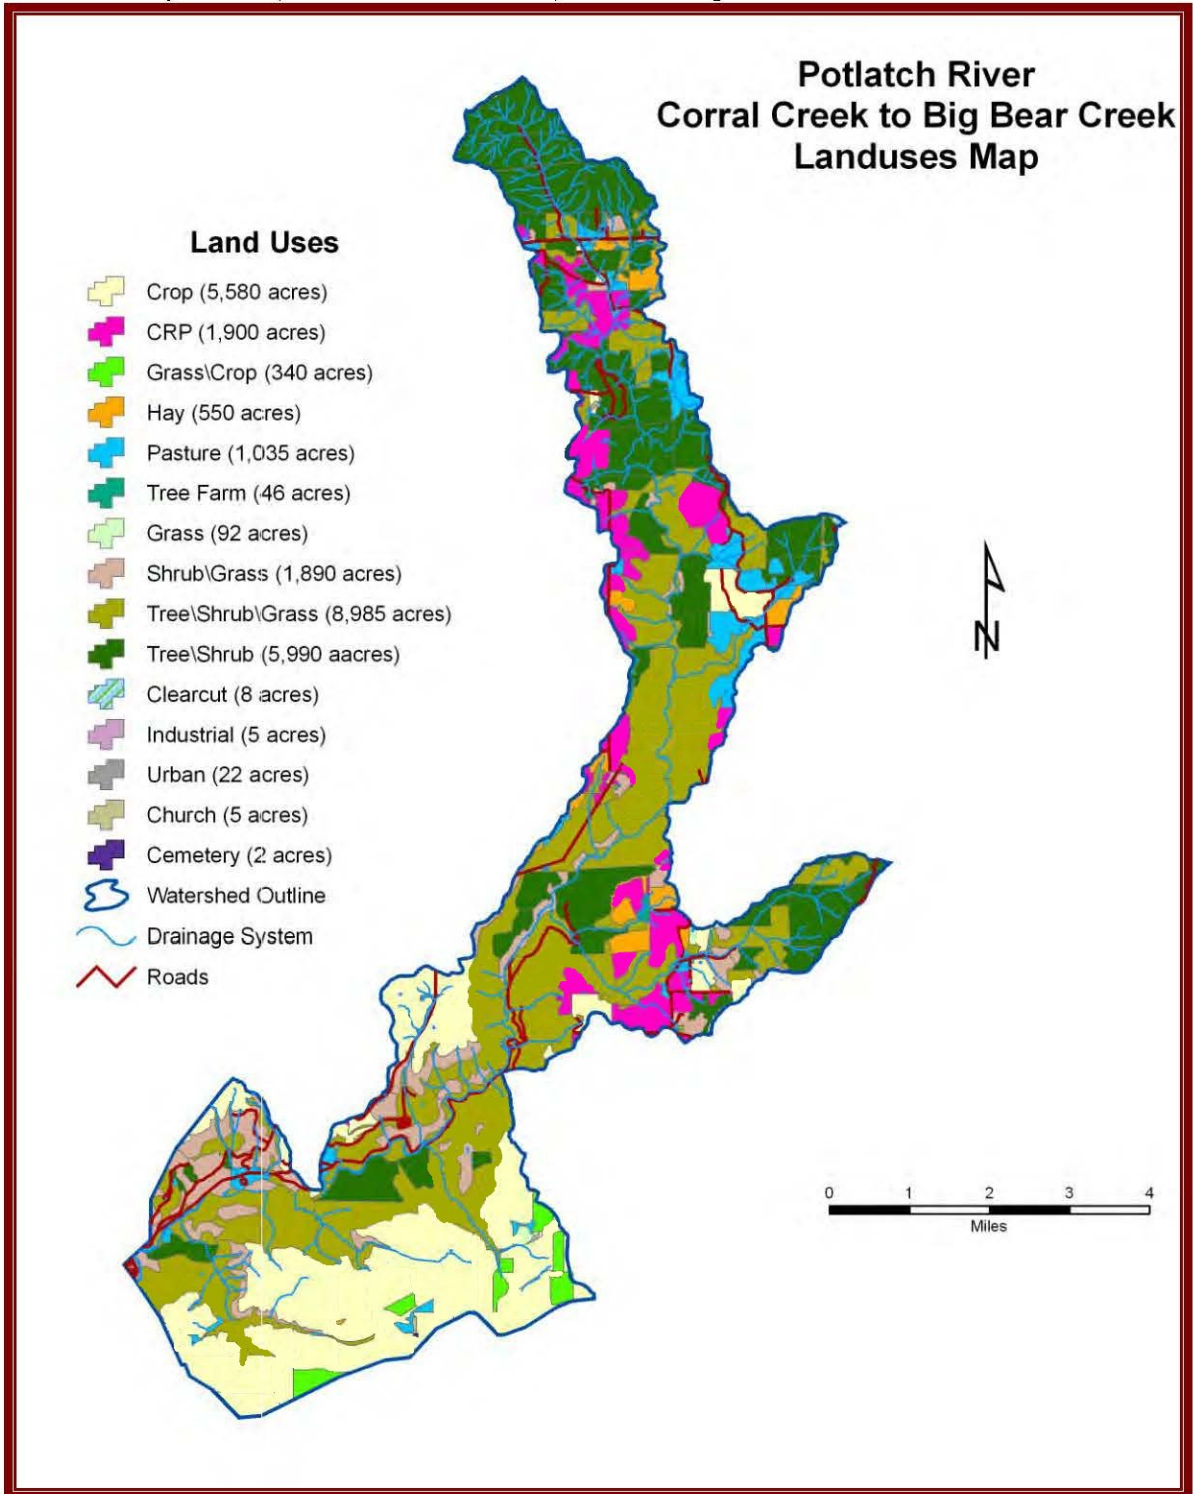 Potlatch River
Corral Creek to Big Bear Creek
Landuses Map
Land Uses
Crop (5,580 acres)
CRP (1,900 acres)
Grass\Crop (340 acres)
Hay (550 acres)
Pasture (1,035 acres)
Tree Farm (46 acres)
Grass (92 acres)
Shrub\Grass (1,890 acres)
Tree\Shrub\Grass (8,985 acres)
Tree\Shrub (5,990 aacres)
Clearcut (8 acres)
Industrial (5 acres)
Urban (22 acres)
Church (5 acres)
Cemetery (2 acres)
Watershed Outline
Drainage System
Roads
N
0 1 2 3 4
Miles